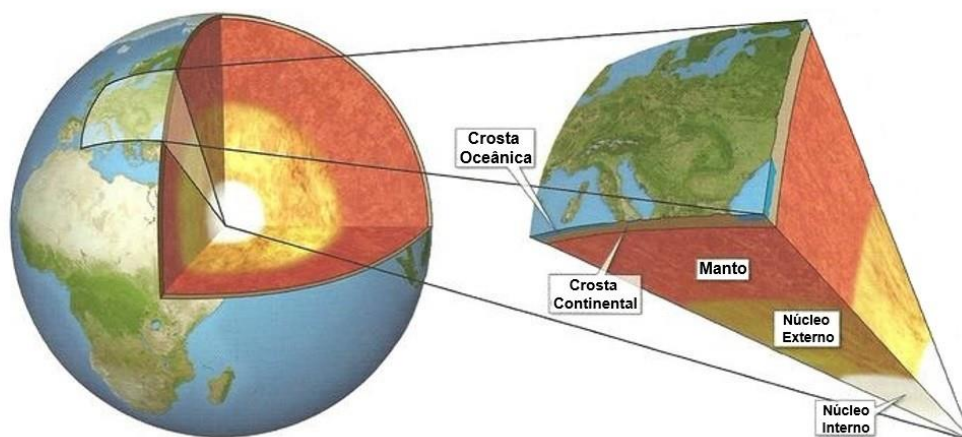 Crosta
Oceânica
Crosta
Continental
Manto
Núcleo
Externo
Núcleo
Interno